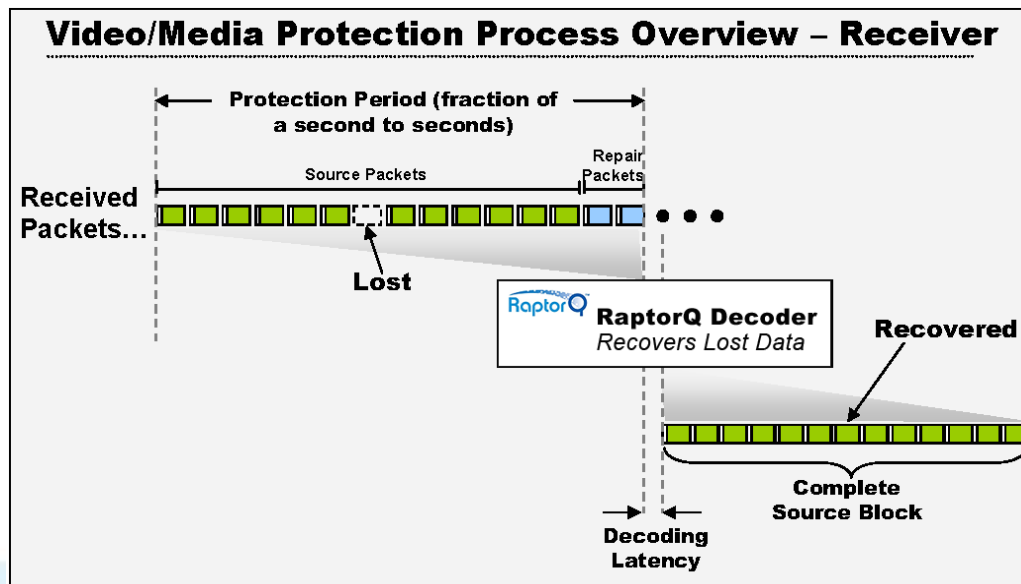 Video/Media Protection Process Overview – Receiver
Protection Period (fraction of
a second to seconds)
Source Packets
Repair
Packets
Received
Packets...
Lost
RaptorQ
RaptorQ Decoder
Recovers Lost Data
Recovered
Complete
Source Block
Decoding
Latency